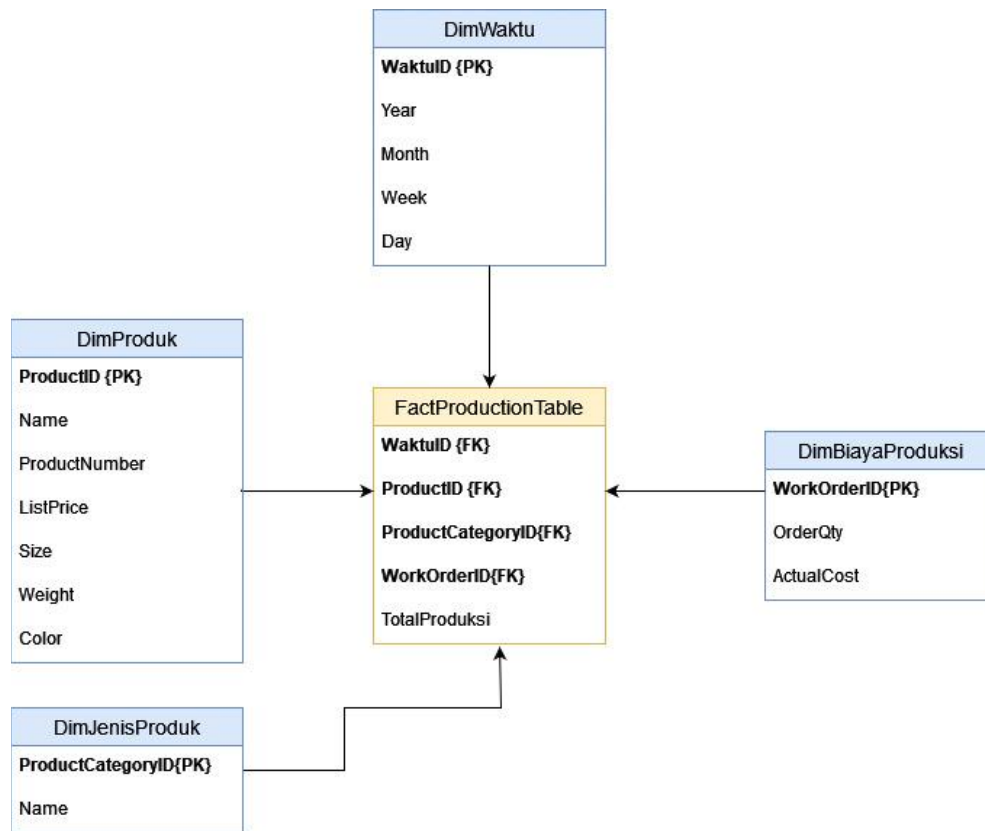 DimWaktu
WaktuID {PK}
Year
Month
Week
Day
DimProduk
ProductID {PK}
Name
ProductNumber
ListPrice
Size
Weight
Color
FactProductionTable
WaktuID {FK}
ProductID {FK}
ProductCategoryID{FK}
WorkOrderID{FK}
TotalProduksi
DimBiayaProduksi
WorkOrderID{PK}
OrderQty
ActualCost
DimJenisProduk
ProductCategoryID{PK}
Name